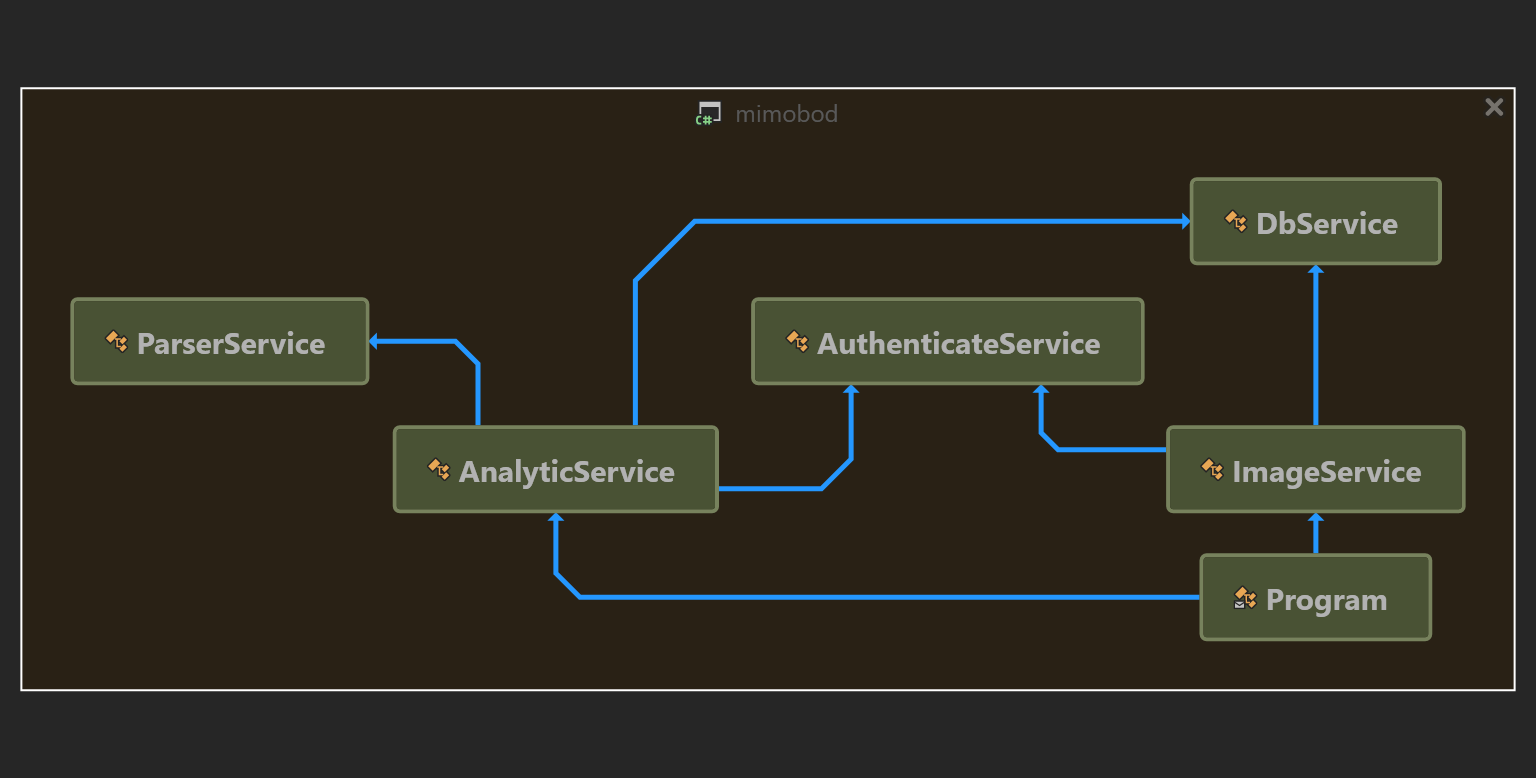 C# mimobod
DbService
ParserService
AuthenticateService
AnalyticService
ImageService
Program